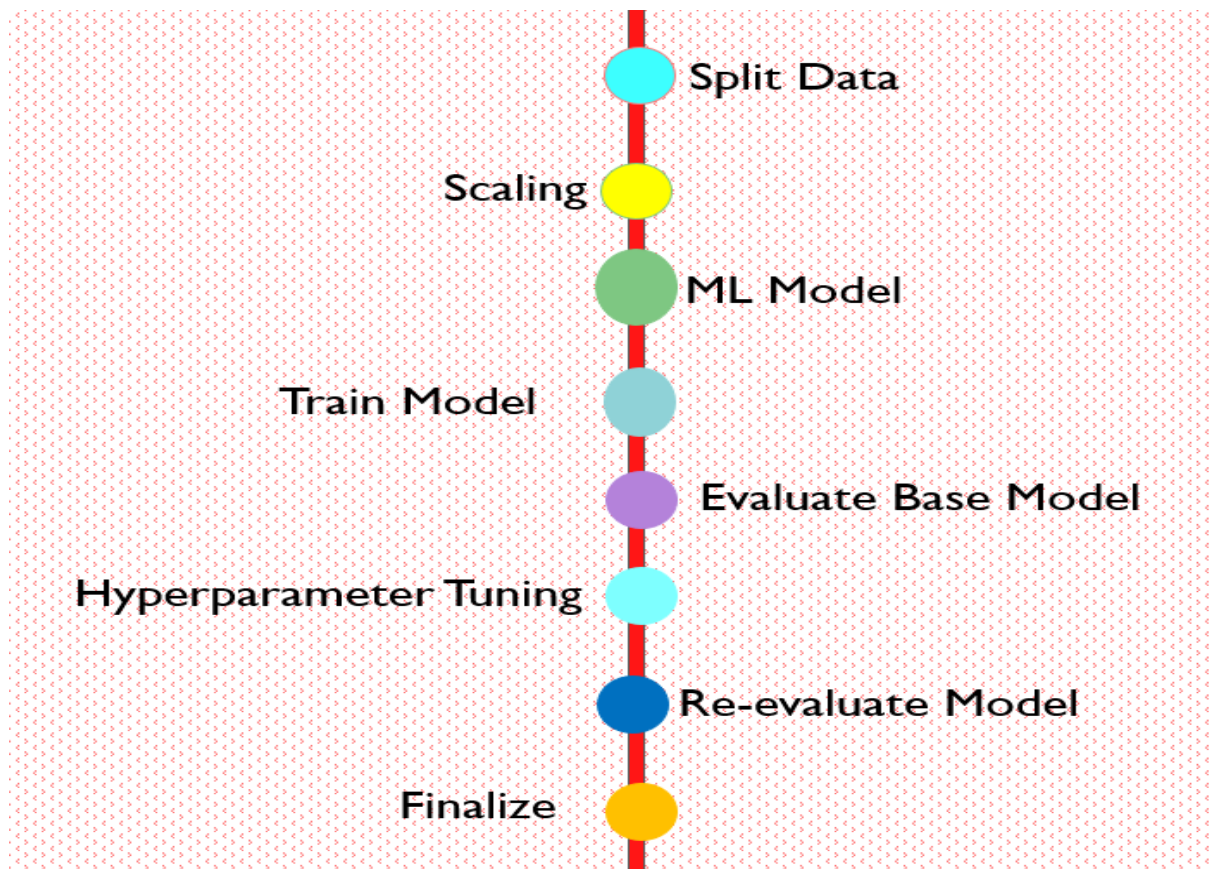 Split Data
Scaling
ML Model
Train Model
Evaluate Base Model
Hyperparameter Tuning
Re-evaluate Model
Finalize